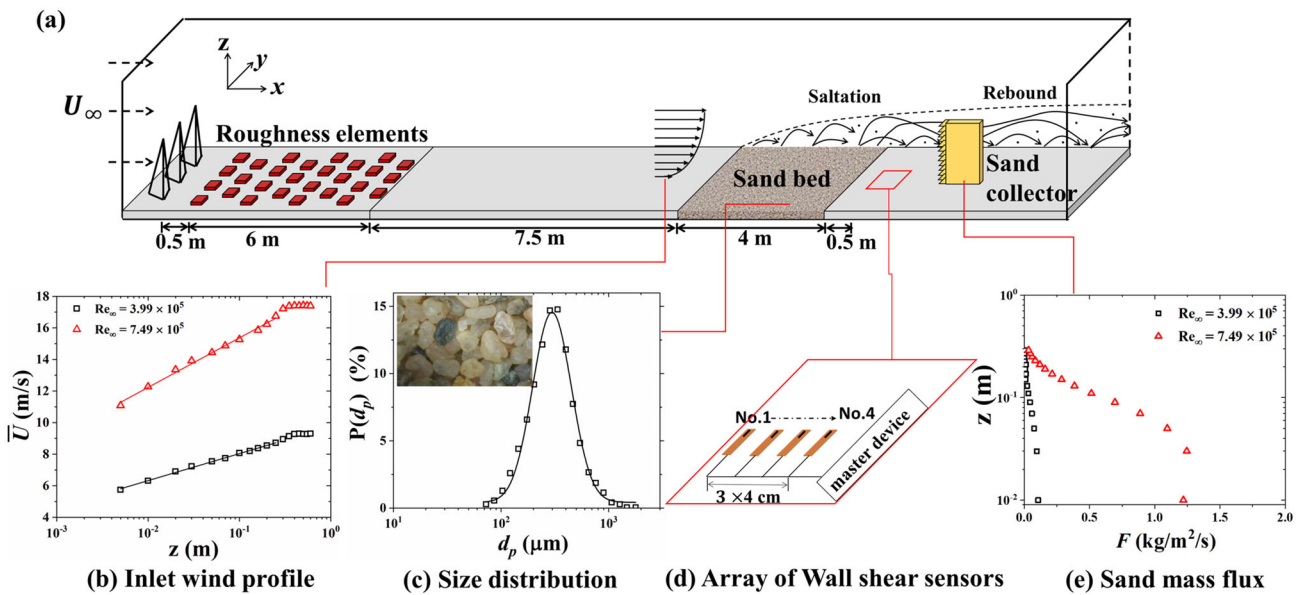 (a)
z
y
x
U∞
Roughness elements
Saltation
Rebound
Sand bed
Sand
collector
0.5 m
6 m
7.5 m
4 m
0.5 m
18
16
14
12
10
8
6
4
U̅ (m/s)
Re∞ = 3.99 × 10⁵
Re∞ = 7.49 × 10⁵
10⁻³
10⁻²
10⁻¹
10⁰
z (m)
(b) Inlet wind profile
15
10
5
0
P(dₚ) (%)
10¹
10²
10³
dₚ (μm)
(c) Size distribution
No.1
No.4
master device
3 ×4 cm
(d) Array of Wall shear sensors
10⁰
10⁻¹
10⁻²
z (m)
Re∞ = 3.99 × 10⁵
Re∞ = 7.49 × 10⁵
0.0
0.5
1.0
1.5
2.0
F (kg/m²/s)
(e) Sand mass flux